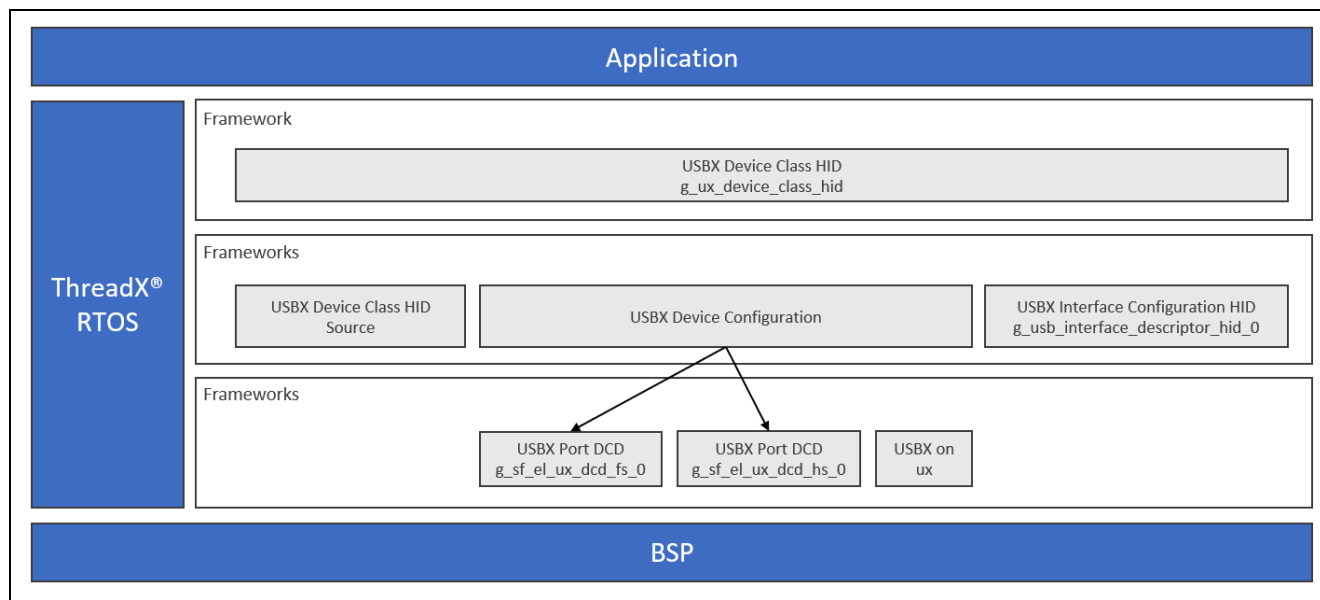 Application
ThreadX®
RTOS
Framework
USBX Device Class HID
g_ux_device_class_hid
Frameworks
USBX Device Class HID
Source
USBX Device Configuration
USBX Interface Configuration HID
g_usb_interface_descriptor_hid_0
Frameworks
USBX Port DCD
g_sf_el_ux_dcd_fs_0
USBX Port DCD
g_sf_el_ux_dcd_hs_0
USBX on
ux
BSP